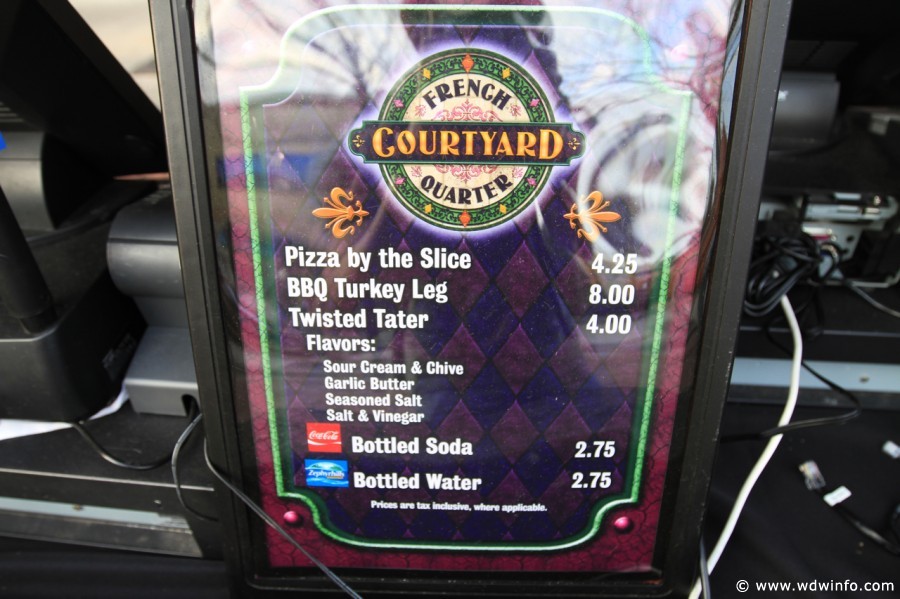 FRENCH
COURTYARD
QUARTER
Pizza by the Slice 4.25
BBQ Turkey Leg 8.00
Twisted Tater 4.00
Flavors:
Sour Cream & Chive
Garlic Butter
Seasoned Salt
Salt & Vinegar
Coca-Cola Bottled Soda 2.75
Zephyrhills Bottled Water 2.75
Prices are tax inclusive, where applicable.
© www.wdwinfo.com